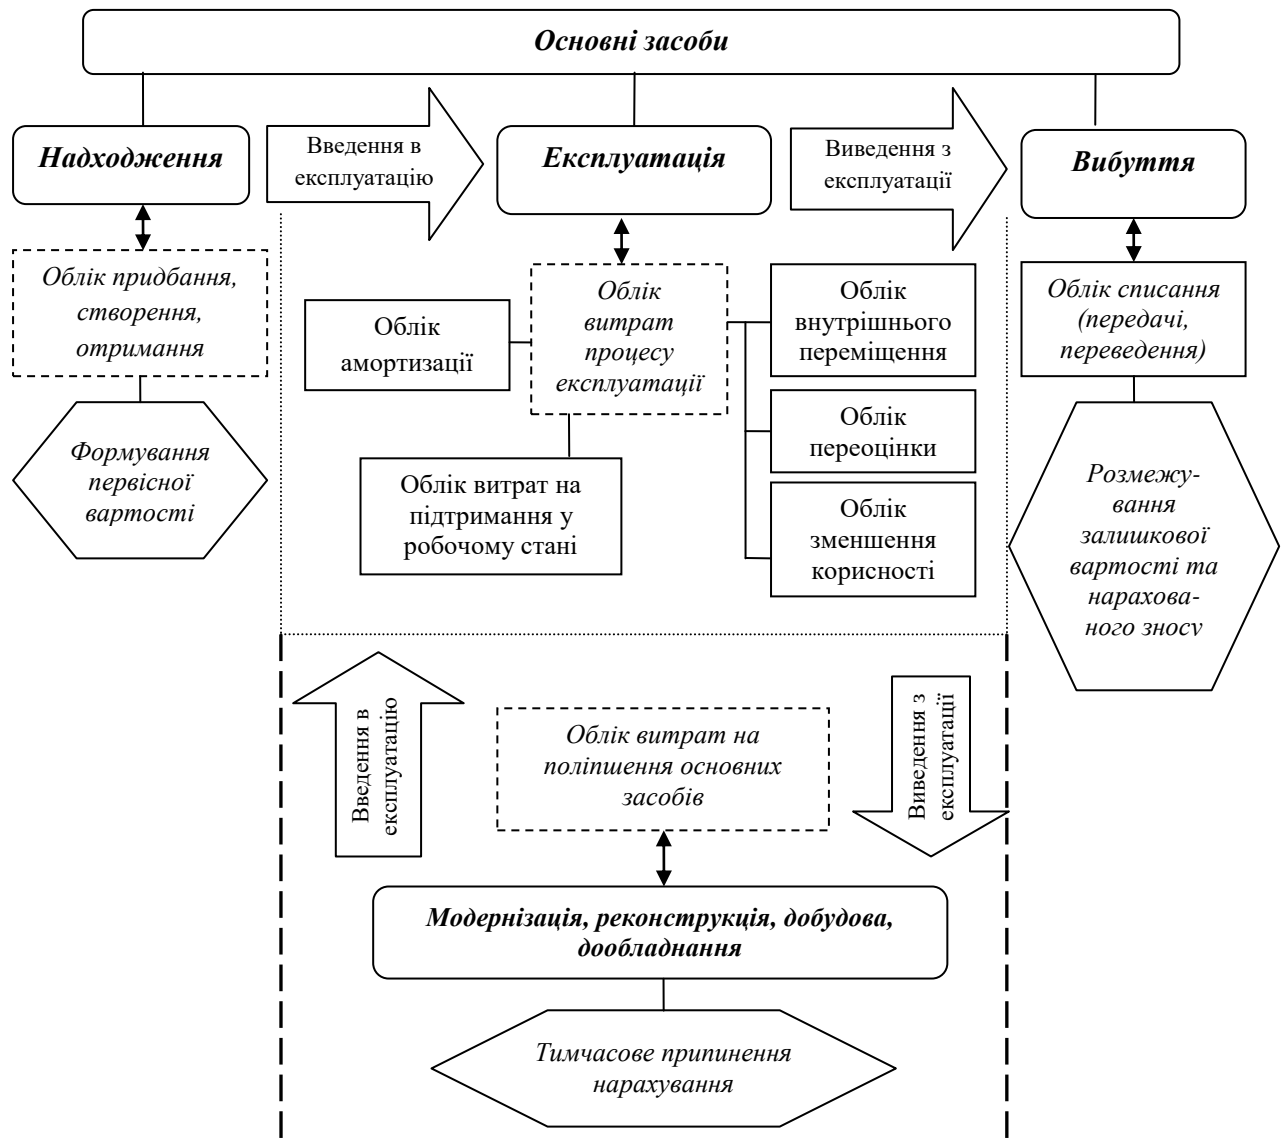 Основні засоби
Надходження
Введення в
експлуатацію
Експлуатація
Виведення з
експлуатації
Вибуття
Облік придбання,
створення,
отримання
Формування
первісної
вартості
Облік
амортизації
Облік
витрат
процесу
експлуатації
Облік витрат на
підтримання у
робочому стані
Облік
внутрішнього
переміщення
Облік
переоцінки
Облік
зменшення
корисності
Облік списання
(передачі,
переведення)
Розмежу-
вання
залишкової
вартості та
нарахова-
ного зносу
Введення в
експлуатацію
Облік витрат на
поліпшення основних
засобів
Виведення з
експлуатації
Модернізація, реконструкція, добудова,
дообладнання
Тимчасове припинення
нарахування